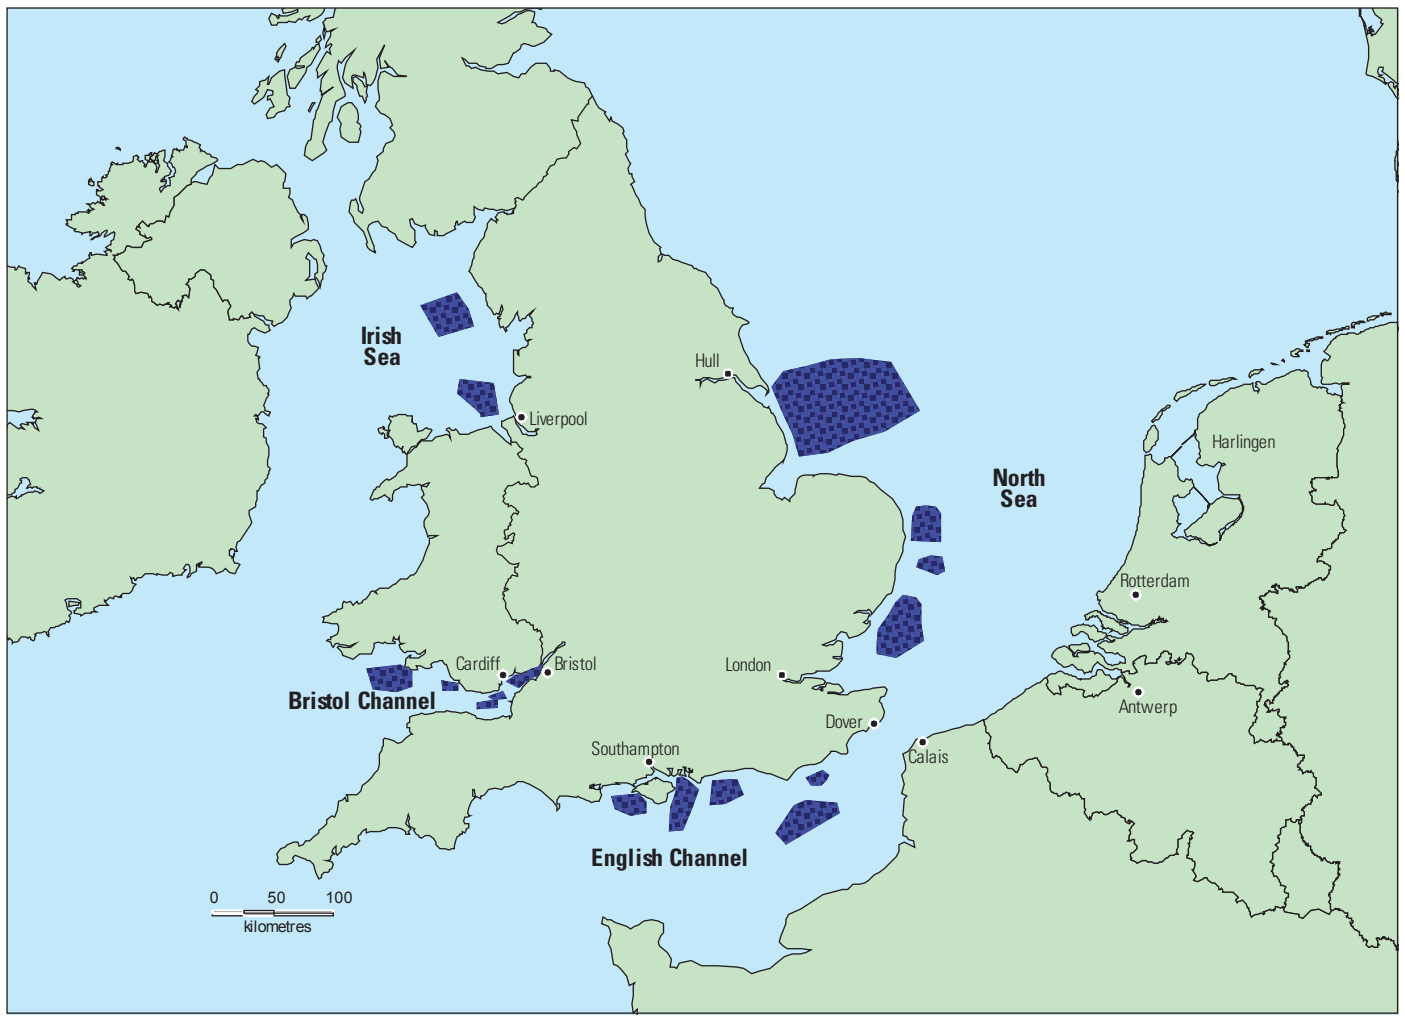 Irish
Sea
Hull
Liverpool
Harlingen
North
Sea
Rotterdam
Cardiff
Bristol
London
Bristol Channel
Antwerp
Dover
Calais
Southampton
English Channel
0 50 100
kilometres